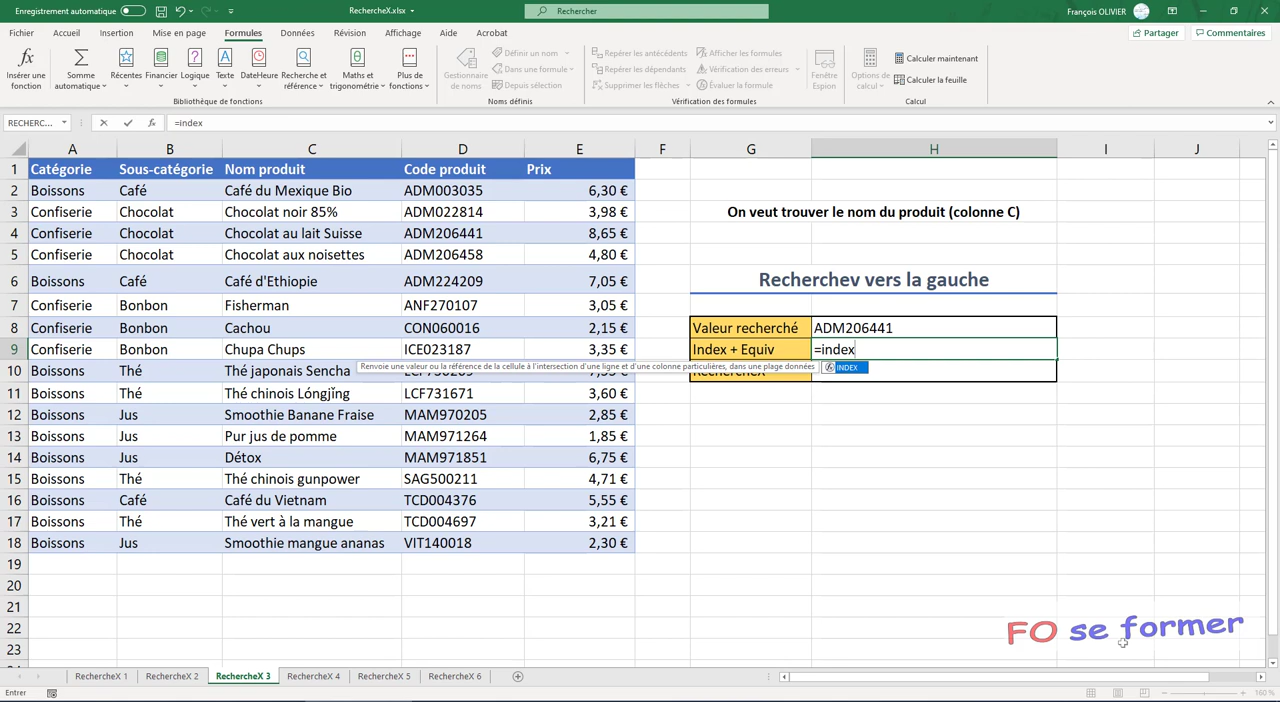 Enregistrement automatique
RechercheX.xlsx
Rechercher
François OLIVIER
Fichier Accueil Insertion Mise en page Formules Données Révision Affichage Aide Acrobat
Partager Commentaires
Insérer une fonction
Somme automatique
Récentes
Financier
Logique
Texte
DateHeure
Recherche et référence
Maths et trigonométrie
Plus de fonctions
Bibliothèque de fonctions
Gestionnaire de noms
Définir un nom
Dans une formule
Depuis sélection
Noms définis
Repérer les antécédents
Repérer les dépendants
Supprimer les flèches
Afficher les formules
Vérification des erreurs
Évaluer la formule
Vérification des formules
Fenêtre Espion
Options de calcul
Calculer maintenant
Calculer la feuille
Calcul
RECHERC... fx =index
A B C D E F G H I J
1 Catégorie Sous-catégorie Nom produit Code produit Prix
2 Boissons Café Café du Mexique Bio ADM003035 6,30 €
3 Confiserie Chocolat Chocolat noir 85% ADM022814 3,98 € On veut trouver le nom du produit (colonne C)
4 Confiserie Chocolat Chocolat au lait Suisse ADM206441 8,65 €
5 Confiserie Chocolat Chocolat aux noisettes ADM206458 4,80 €
6 Boissons Café Café d'Ethiopie ADM224209 7,05 € Recherchev vers la gauche
7 Confiserie Bonbon Fisherman ANF270107 3,05 €
8 Confiserie Bonbon Cachou CON060016 2,15 € Valeur recherché ADM206441
9 Confiserie Bonbon Chupa Chups ICE023187 3,35 € Index + Equiv =index
Renvoie une valeur ou la référence de la cellule à l'intersection d'une ligne et d'une colonne particulières, dans une plage données INDEX
10 Boissons Thé Thé japonais Sencha
11 Boissons Thé Thé chinois Lóngjǐng LCF731671 3,60 €
12 Boissons Jus Smoothie Banane Fraise MAM970205 2,85 €
13 Boissons Jus Pur jus de pomme MAM971264 1,85 €
14 Boissons Jus Détox MAM971851 6,75 €
15 Boissons Thé Thé chinois gunpower SAG500211 4,71 €
16 Boissons Café Café du Vietnam TCD004376 5,55 €
17 Boissons Thé Thé vert à la mangue TCD004697 3,21 €
18 Boissons Jus Smoothie mangue ananas VIT140018 2,30 €
19
20
21
22
23
FO se former
RechercheX 1 RechercheX 2 RechercheX 3 RechercheX 4 RechercheX 5 RechercheX 6
Entrer
160 %